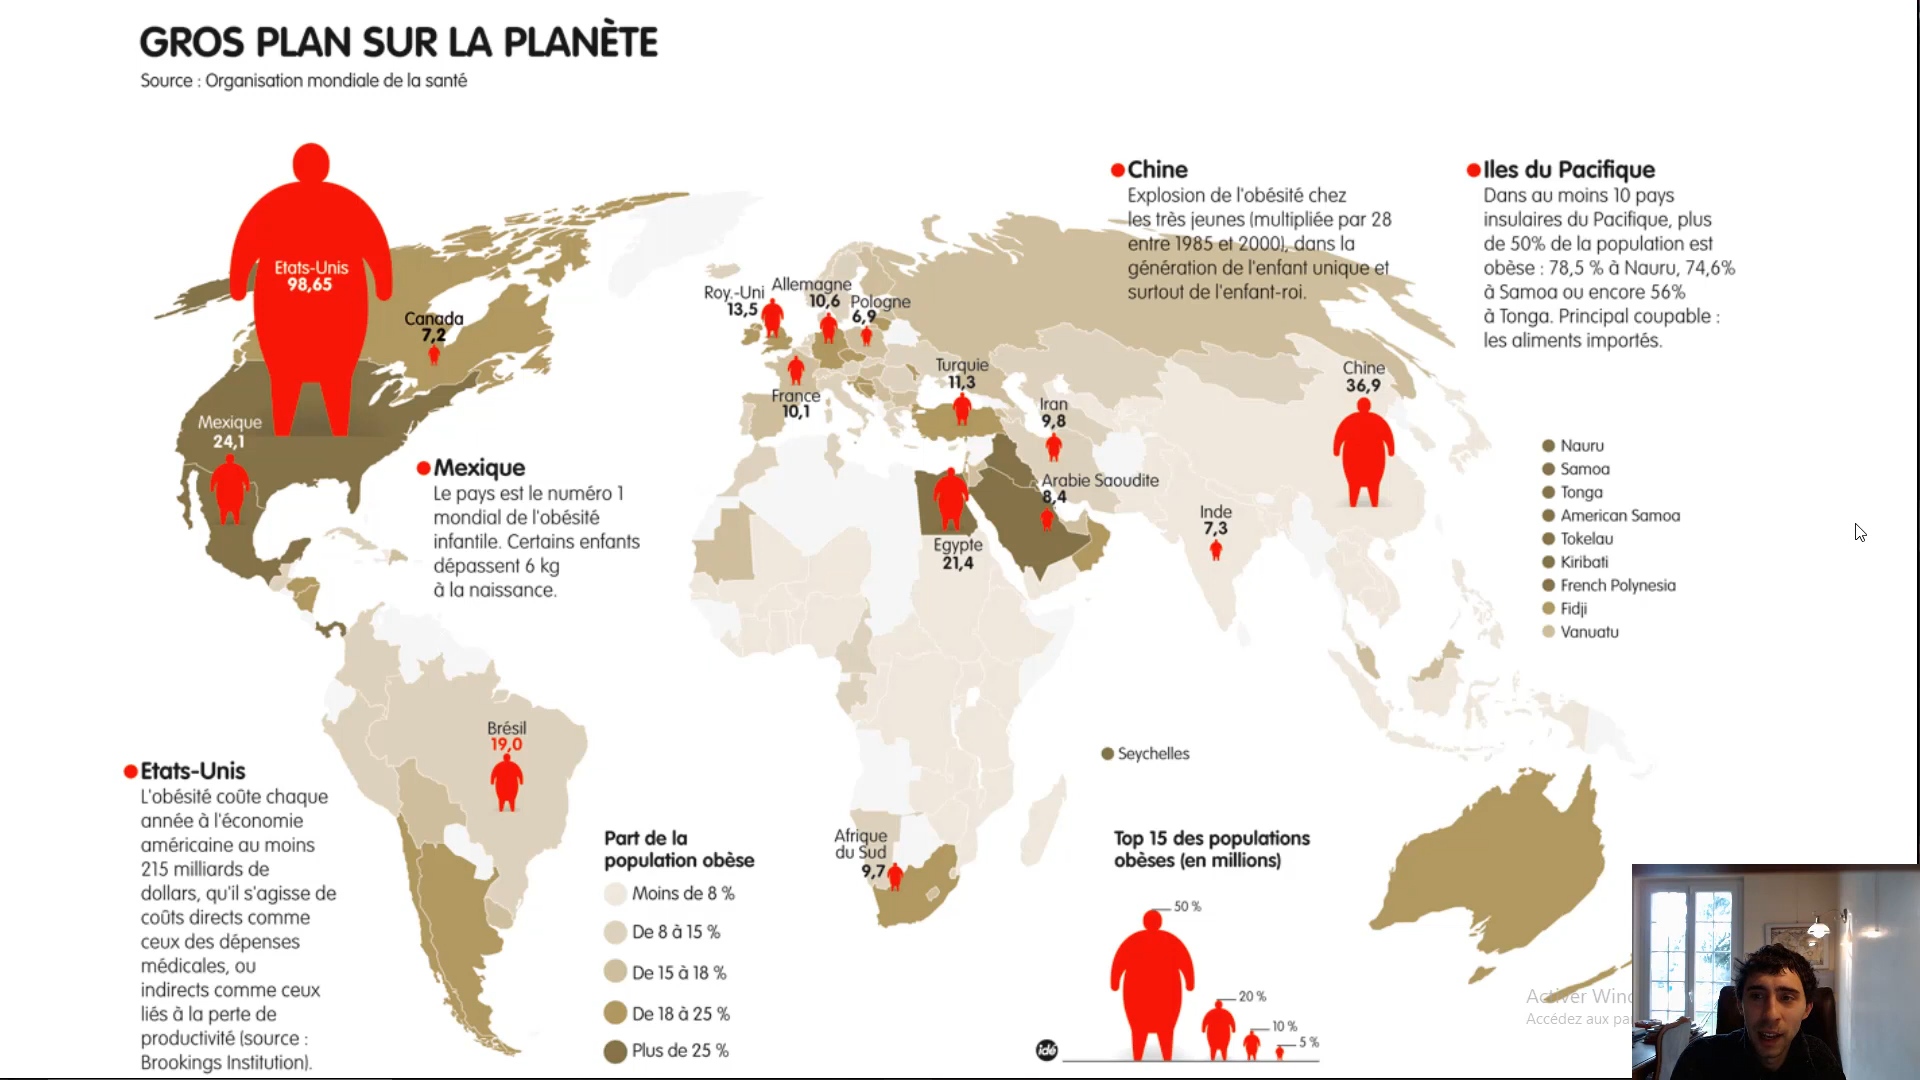 GROS PLAN SUR LA PLANÈTE
Source : Organisation mondiale de la santé
Etats-Unis
98,65
Canada
7,2
Mexique
24,1
Mexique
Le pays est le numéro 1
mondial de l'obésité
infantile. Certains enfants
dépassent 6 kg
à la naissance.
Roy.-Uni
13,5
Allemagne
10,6
Pologne
6,9
France
10,1
Turquie
11,3
Iran
9,8
Arabie Saoudite
8,4
Egypte
21,4
Inde
7,3
Chine
36,9
Chine
Explosion de l'obésité chez
les très jeunes (multipliée par 28
entre 1985 et 2000), dans la
génération de l'enfant unique et
surtout de l'enfant-roi.
Iles du Pacifique
Dans au moins 10 pays
insulaires du Pacifique, plus
de 50% de la population est
obèse : 78,5 % à Nauru, 74,6%
à Samoa ou encore 56%
à Tonga. Principal coupable :
les aliments importés.
Nauru
Samoa
Tonga
American Samoa
Tokelau
Kiribati
French Polynesia
Fidji
Vanuatu
Brésil
19,0
Seychelles
Afrique
du Sud
9,7
Etats-Unis
L'obésité coûte chaque
année à l'économie
américaine au moins
215 milliards de
dollars, qu'il s'agisse de
coûts directs comme
ceux des dépenses
médicales, ou
indirects comme ceux
liés à la perte de
productivité (source :
Brookings Institution).
Part de la
population obèse
Moins de 8 %
De 8 à 15 %
De 15 à 18 %
De 18 à 25 %
Plus de 25 %
Top 15 des populations
obèses (en millions)
50 %
20 %
10 %
5 %
idé
Activer Wind
Accédez aux pa